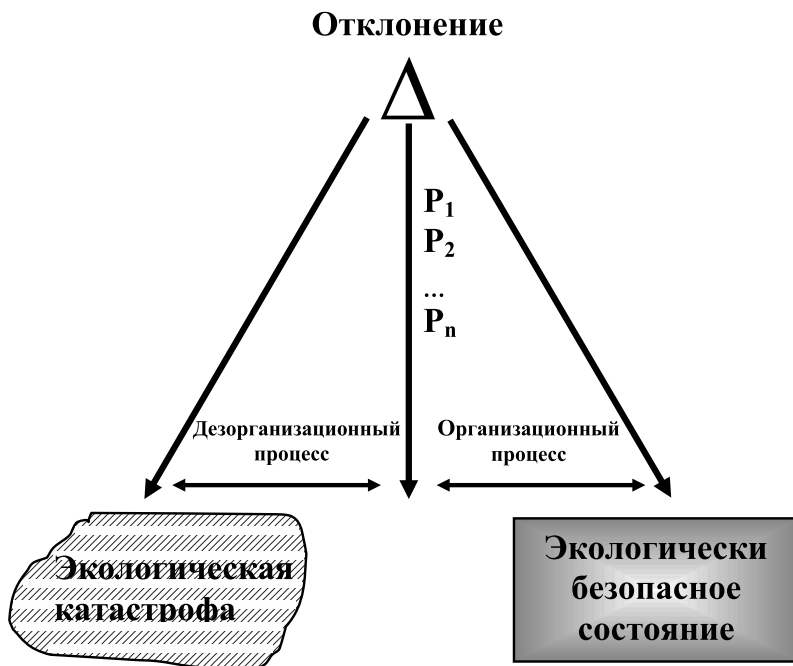 Отклонение
P1
P2
...
Pn
Дезорганизационный
процесс
Организационный
процесс
Экологическая
катастрофа
Экологически
безопасное
состояние